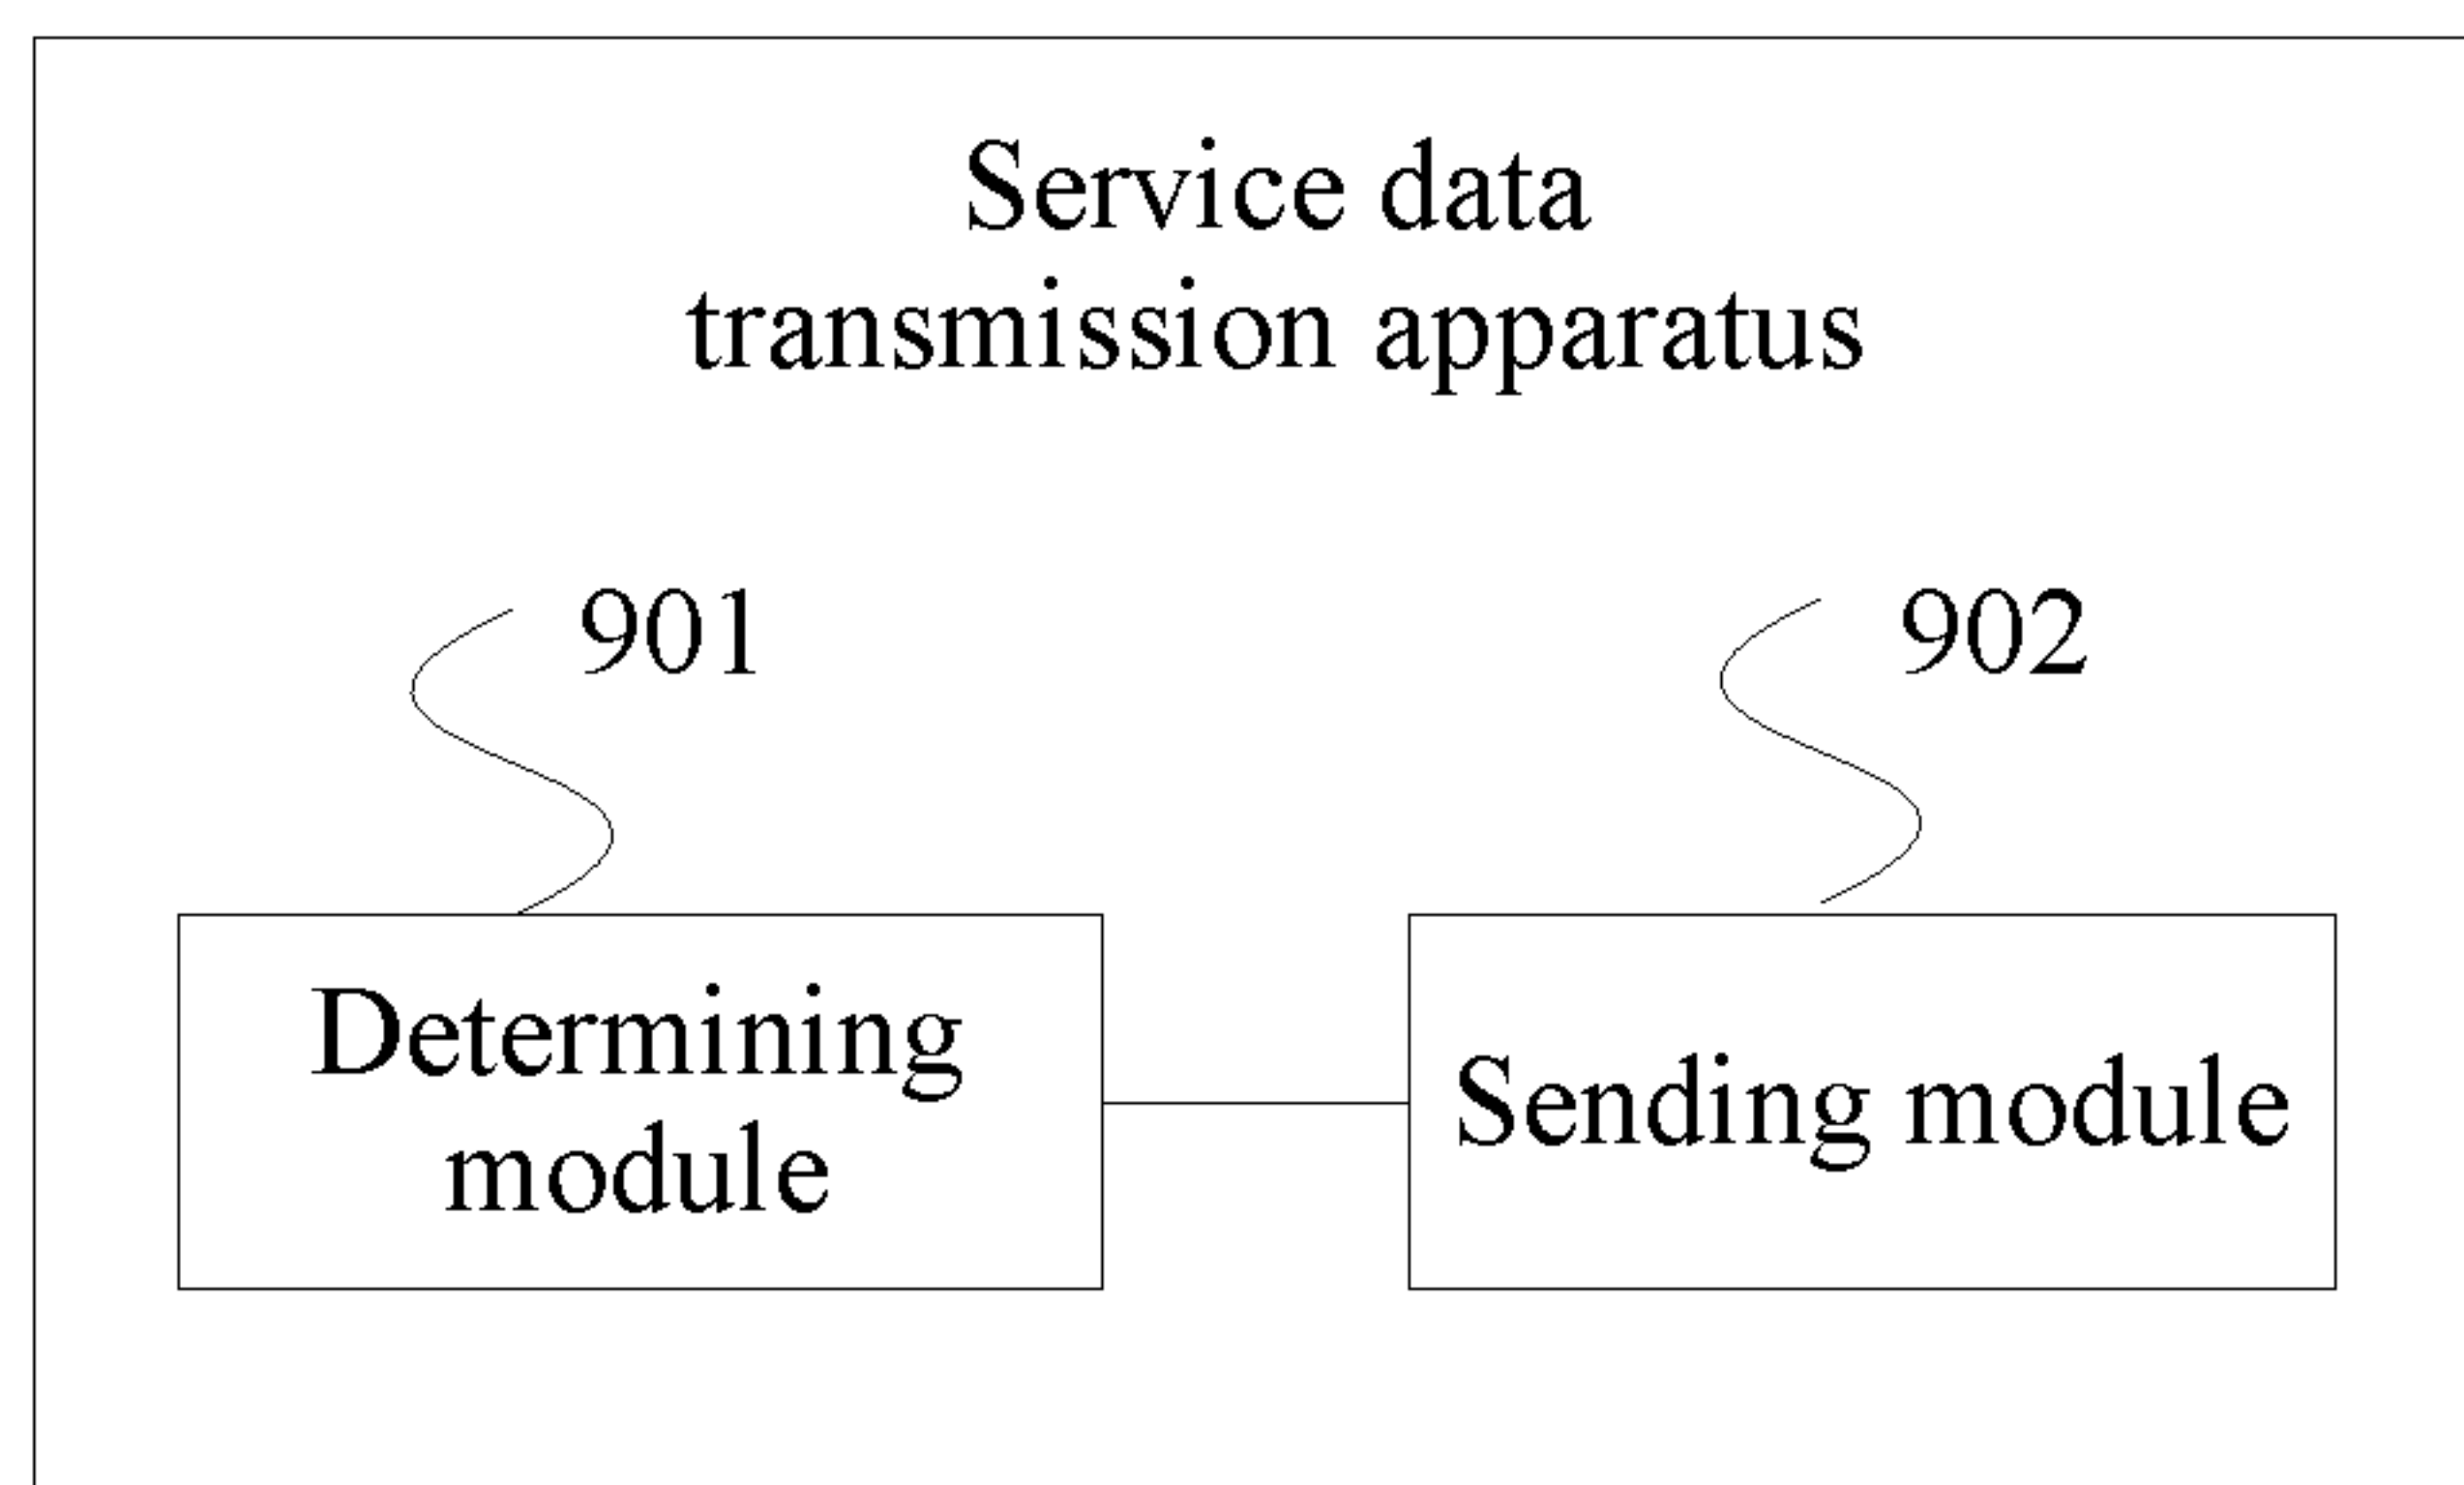 Service data
transmission apparatus
901
902
Determining
module
Sending module